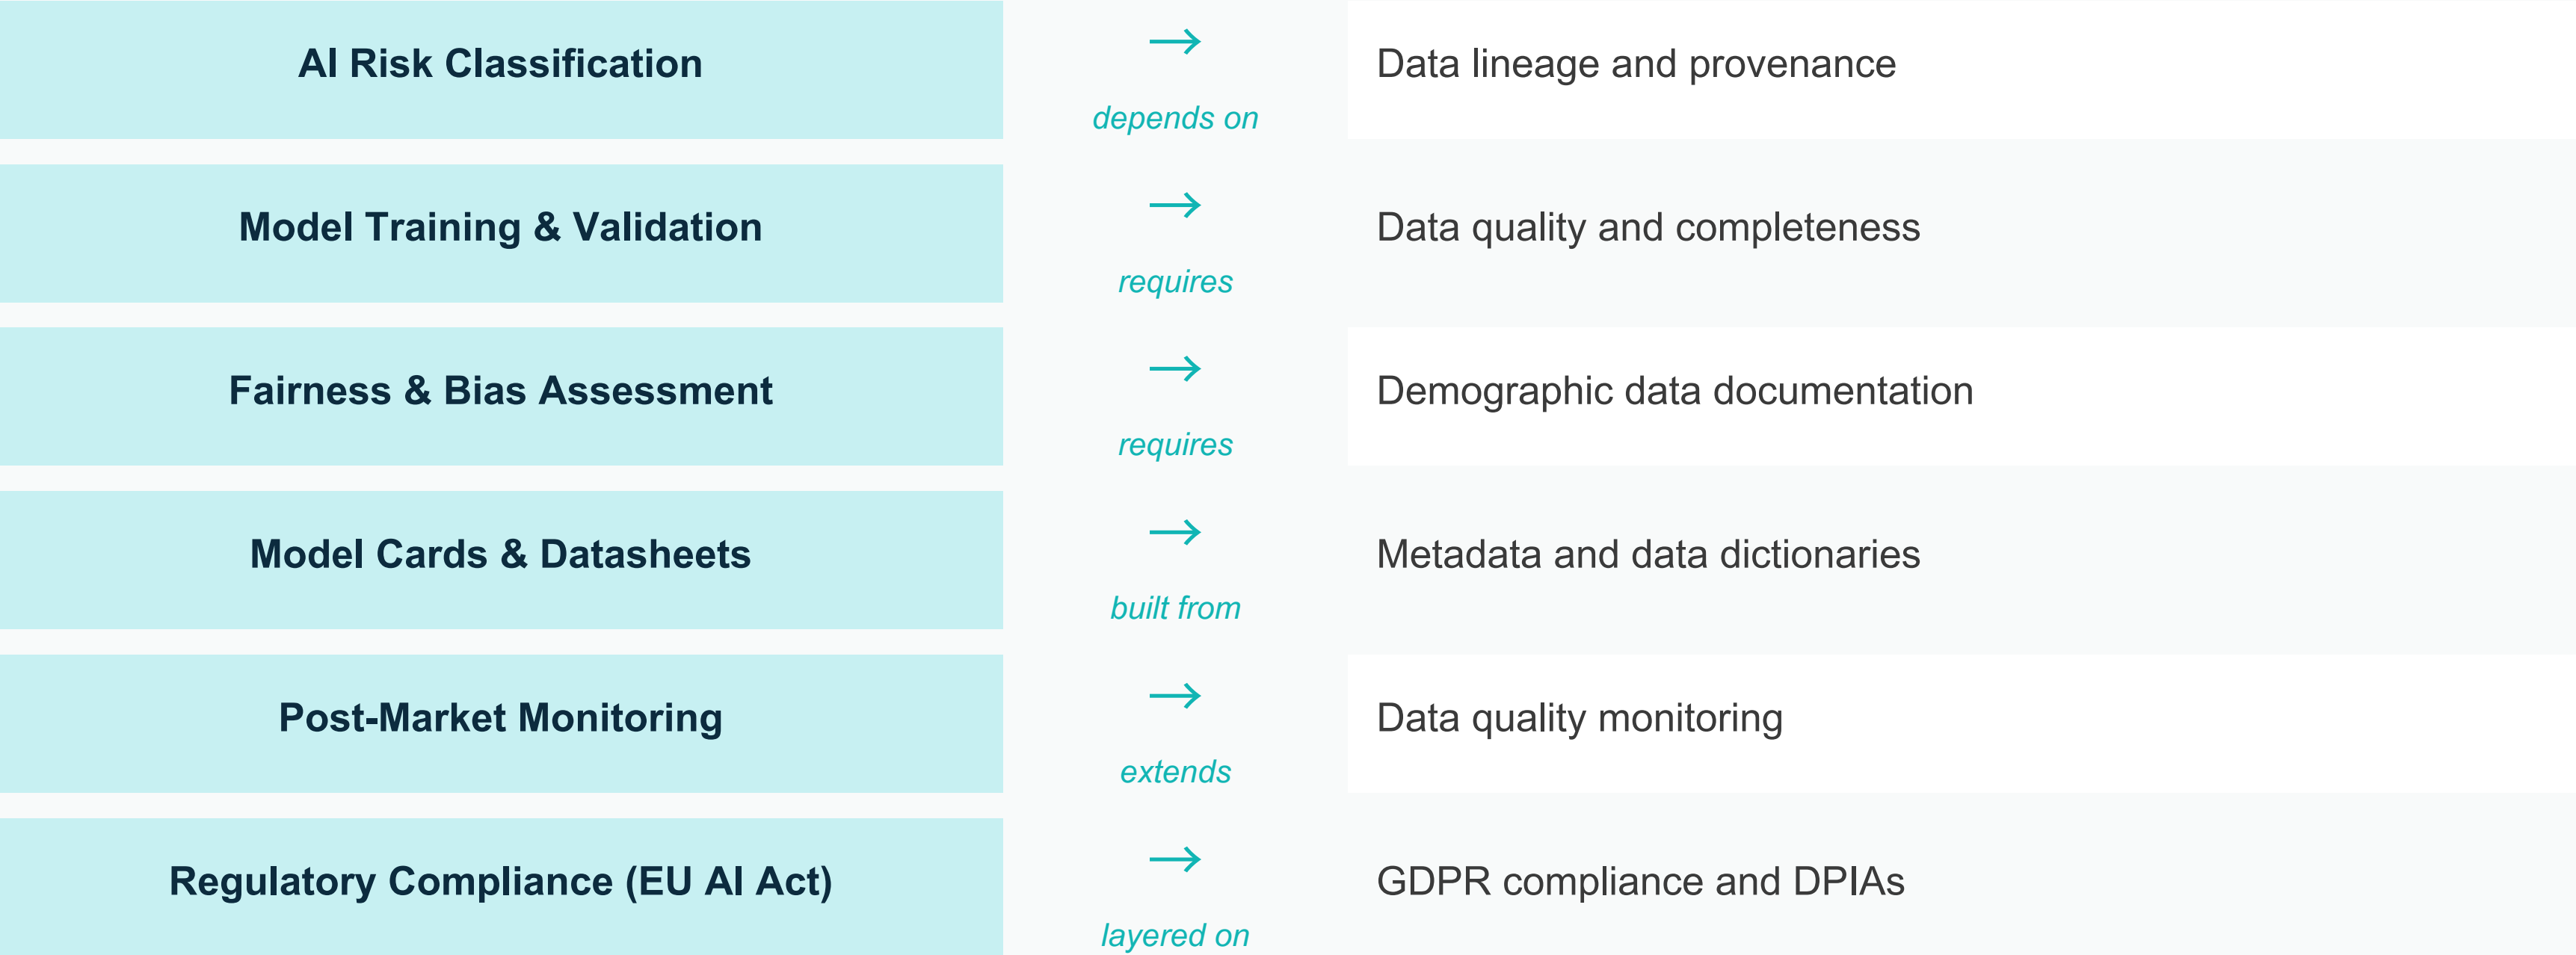 AI Risk Classification
→
depends on
Data lineage and provenance
Model Training & Validation
→
requires
Data quality and completeness
Fairness & Bias Assessment
→
requires
Demographic data documentation
Model Cards & Datasheets
→
built from
Metadata and data dictionaries
Post-Market Monitoring
→
extends
Data quality monitoring
Regulatory Compliance (EU AI Act)
→
layered on
GDPR compliance and DPIAs